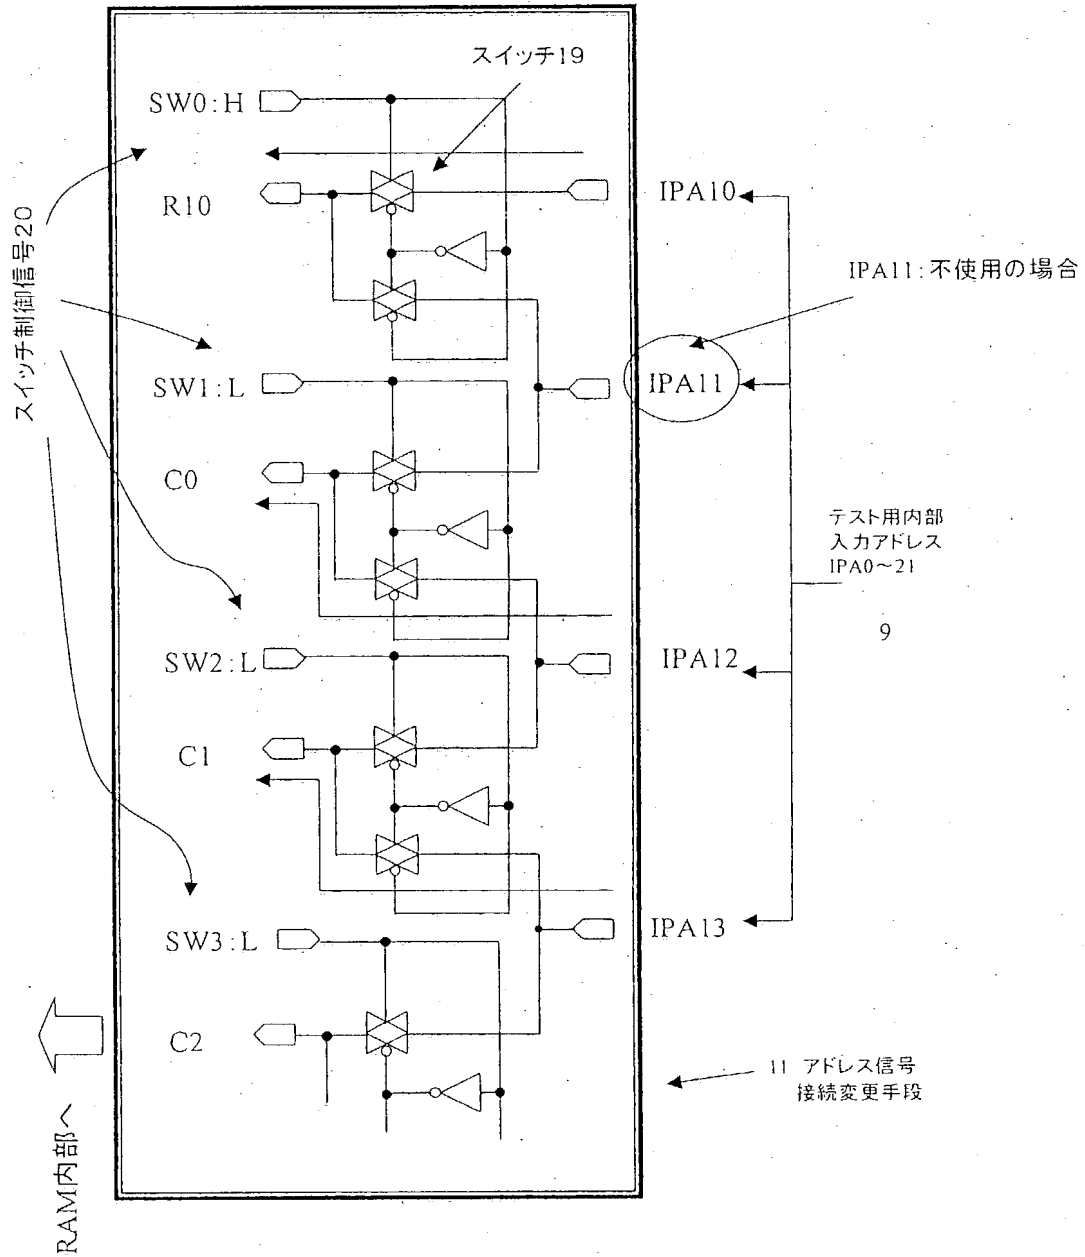 スイッチ19
SW0:H
R10
IPA10
IPA11:不使用の場合
スイッチ制御信号20
SW1:L
IPA11
C0
テスト用内部
入力アドレス
IPA0～21
9
SW2:L
IPA12
C1
SW3:L
IPA13
C2
11 アドレス信号
接続変更手段
RAM内部へ